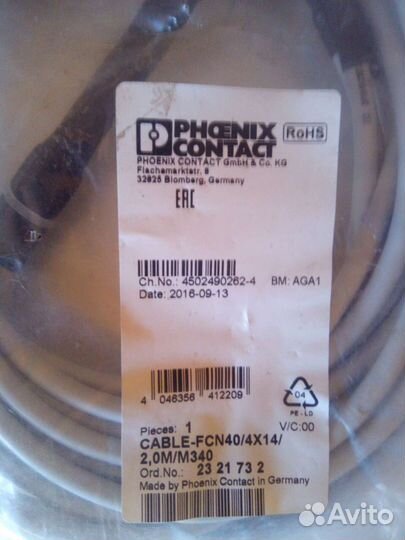 PHŒNIX
CONTACT
RoHS
PHOENIX CONTACT GmbH & Co. KG
Flachsmarktstr. 8
32825 Blomberg, Germany
EAC
Ch.No.: 4502490262-4 BM: AGA1
Date: 2016-09-13
4 046356 412209
04
PE-LD
Pieces: 1 V/C:00
CABLE-FCN40/4X14/
2,0M/M340
Ord.No.: 23 21 73 2
Made by Phoenix Contact in Germany
Avito